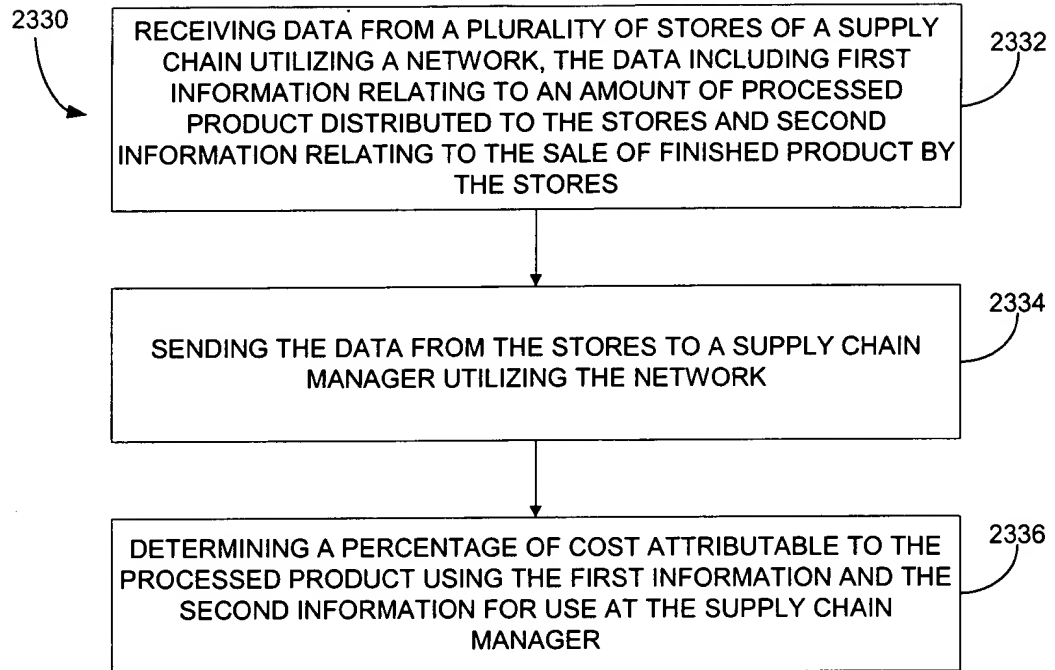 2330
RECEIVING DATA FROM A PLURALITY OF STORES OF A SUPPLY
CHAIN UTILIZING A NETWORK, THE DATA INCLUDING FIRST
INFORMATION RELATING TO AN AMOUNT OF PROCESSED
PRODUCT DISTRIBUTED TO THE STORES AND SECOND
INFORMATION RELATING TO THE SALE OF FINISHED PRODUCT BY
THE STORES
2332
SENDING THE DATA FROM THE STORES TO A SUPPLY CHAIN
MANAGER UTILIZING THE NETWORK
2334
DETERMINING A PERCENTAGE OF COST ATTRIBUTABLE TO THE
PROCESSED PRODUCT USING THE FIRST INFORMATION AND THE
SECOND INFORMATION FOR USE AT THE SUPPLY CHAIN
MANAGER
2336